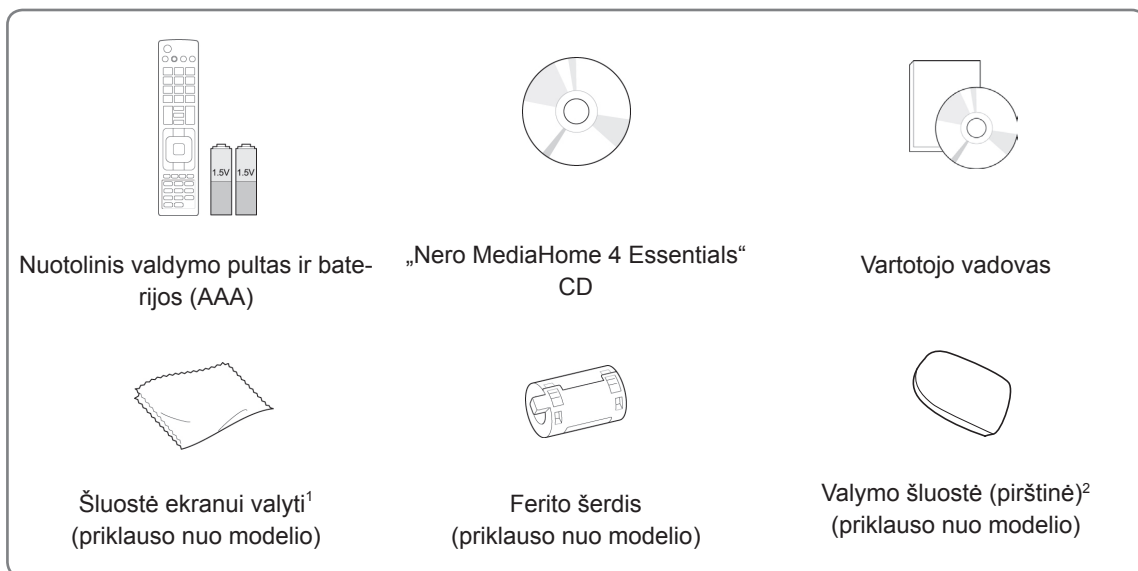 1.5V 1.5V
Nuotolinis valdymo pultas ir bate-
rijos (AAA)
„Nero MediaHome 4 Essentials“
CD
Vartotojo vadovas
Šluostė ekranui valyti¹
(priklauso nuo modelio)
Ferito šerdis
(priklauso nuo modelio)
Valymo šluostė (pirštinė)²
(priklauso nuo modelio)